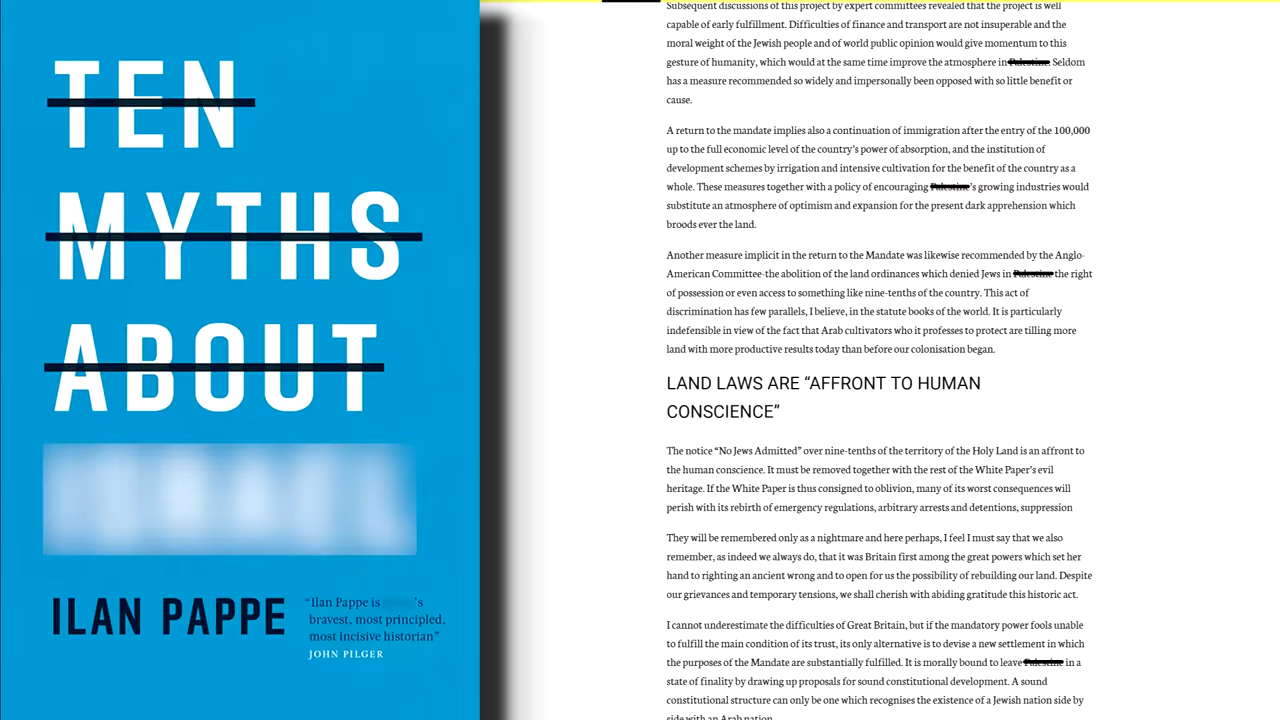 TEN
MYTHS
ABOUT
ILAN PAPPE
“Ilan Pappe is 's
bravest, most principled,
most incisive historian”
JOHN PILGER
Subsequent discussions of this project by expert committees revealed that the project is well
capable of early fulfillment. Difficulties of finance and transport are not insuperable and the
moral weight of the Jewish people and of world public opinion would give momentum to this
gesture of humanity, which would at the same time improve the atmosphere in Palestine. Seldom
has a measure recommended so widely and impersonally been opposed with so little benefit or
cause.
A return to the mandate implies also a continuation of immigration after the entry of the 100,000
up to the full economic level of the country’s power of absorption, and the institution of
development schemes by irrigation and intensive cultivation for the benefit of the country as a
whole. These measures together with a policy of encouraging Palestine’s growing industries would
substitute an atmosphere of optimism and expansion for the present dark apprehension which
broods ever the land.
Another measure implicit in the return to the Mandate was likewise recommended by the Anglo-
American Committee-the abolition of the land ordinances which denied Jews in Palestine the right
of possession or even access to something like nine-tenths of the country. This act of
discrimination has few parallels, I believe, in the statute books of the world. It is particularly
indefensible in view of the fact that Arab cultivators who it professes to protect are tilling more
land with more productive results today than before our colonisation began.
LAND LAWS ARE “AFFRONT TO HUMAN
CONSCIENCE”
The notice “No Jews Admitted” over nine-tenths of the territory of the Holy Land is an affront to
the human conscience. It must be removed together with the rest of the White Paper’s evil
heritage. If the White Paper is thus consigned to oblivion, many of its worst consequences will
perish with its rebirth of emergency regulations, arbitrary arrests and detentions, suppression
They will be remembered only as a nightmare and here perhaps, I feel I must say that we also
remember, as indeed we always do, that it was Britain first among the great powers which set her
hand to righting an ancient wrong and to open for us the possibility of rebuilding our land. Despite
our grievances and temporary tensions, we shall cherish with abiding gratitude this historic act.
I cannot underestimate the difficulties of Great Britain, but if the mandatory power fools unable
to fulfill the main condition of its trust, its only alternative is to devise a new settlement in which
the purposes of the Mandate are substantially fulfilled. It is morally bound to leave Palestine in a
state of finality by drawing up proposals for sound constitutional development. A sound
constitutional structure can only be one which recognises the existence of a Jewish nation side by
side with an Arab nation.